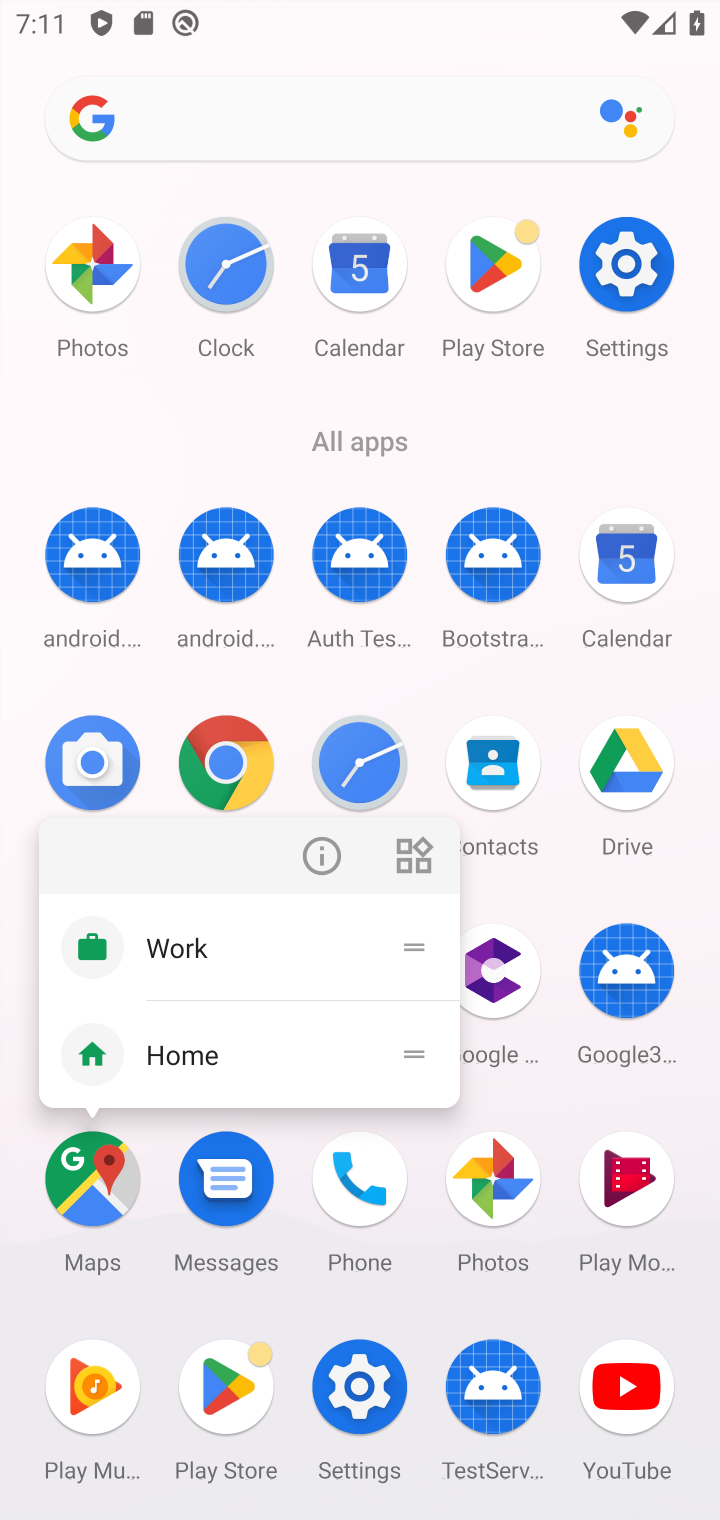 7:11
Photos Clock Calendar Play Store Settings
All apps
android.… android.… Auth Tes… Bootstra… Calendar
ontacts Drive
Work
Home
oogle … Google3…
Maps Messages Phone Photos Play Mo…
Play Mu… Play Store Settings TestServ… YouTube